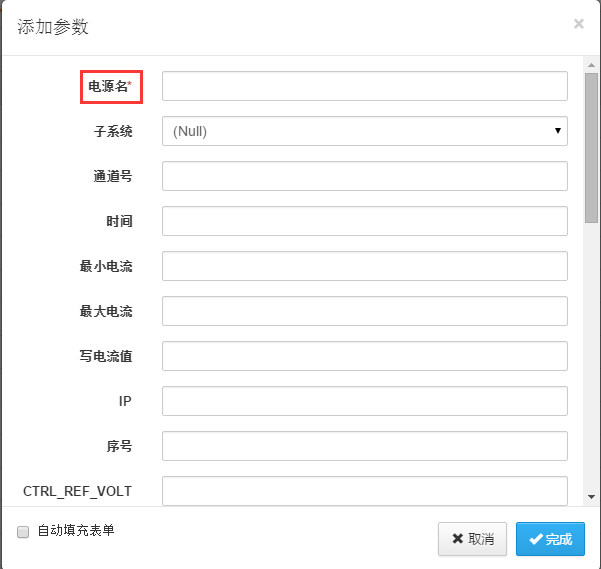 添加参数 ×
电源名*
子系统 (Null)
通道号
时间
最小电流
最大电流
写电流值
IP
序号
CTRL_REF_VOLT
自动填充表单 取消 完成